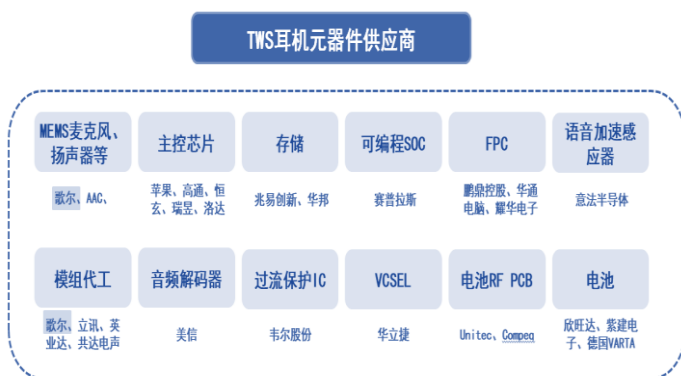 TWS耳机元器件供应商
MEMS麦克风、
扬声器等
主控芯片
存储
可编程SOC
FPC
语音加速感
应器
歌尔、AAC、
苹果、高通、恒
玄、瑞昱、洛达
兆易创新、华邦
赛普拉斯
鹏鼎控股、华通
电脑、耀华电子
意法半导体
模组代工
音频解码器
过流保护IC
VCSEL
电池RF PCB
电池
歌尔、立讯、英
业达、共达电声
美信
韦尔股份
华立捷
Unitec、Compeq
欣旺达、紫建电
子、德国VARTA